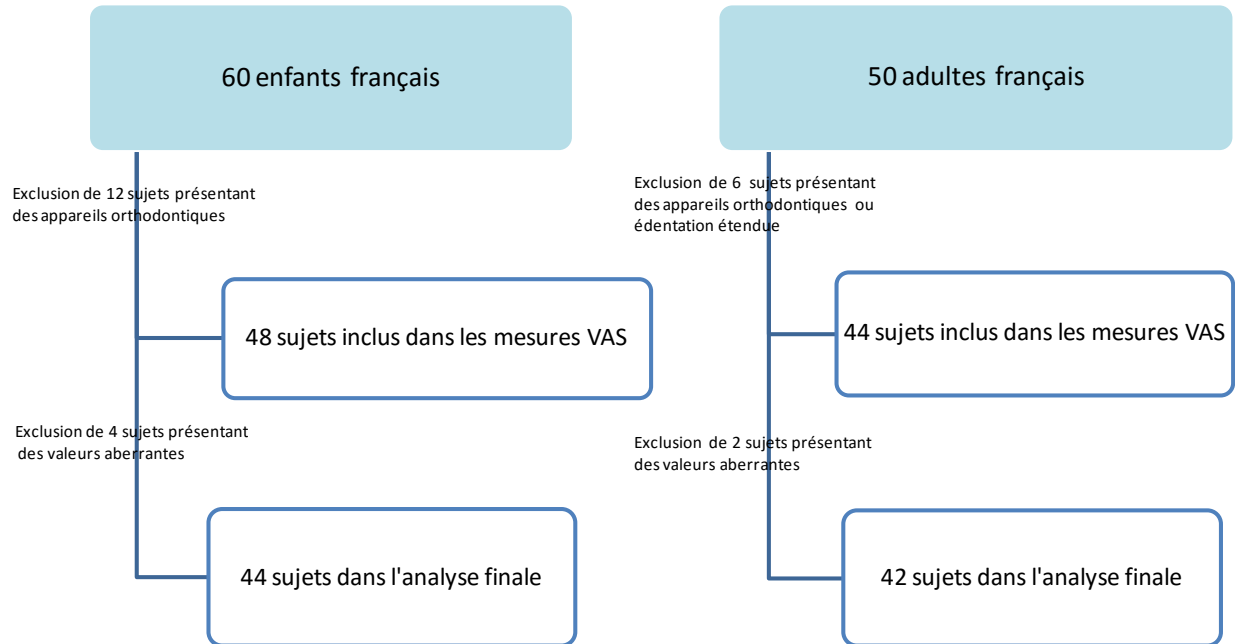 60 enfants français
Exclusion de 12 sujets présentant
des appareils orthodontiques
48 sujets inclus dans les mesures VAS
Exclusion de 4 sujets présentant
des valeurs aberrantes
44 sujets dans l'analyse finale
50 adultes français
Exclusion de 6 sujets présentant
des appareils orthodontiques ou
édentation étendue
44 sujets inclus dans les mesures VAS
Exclusion de 2 sujets présentant
des valeurs aberrantes
42 sujets dans l'analyse finale